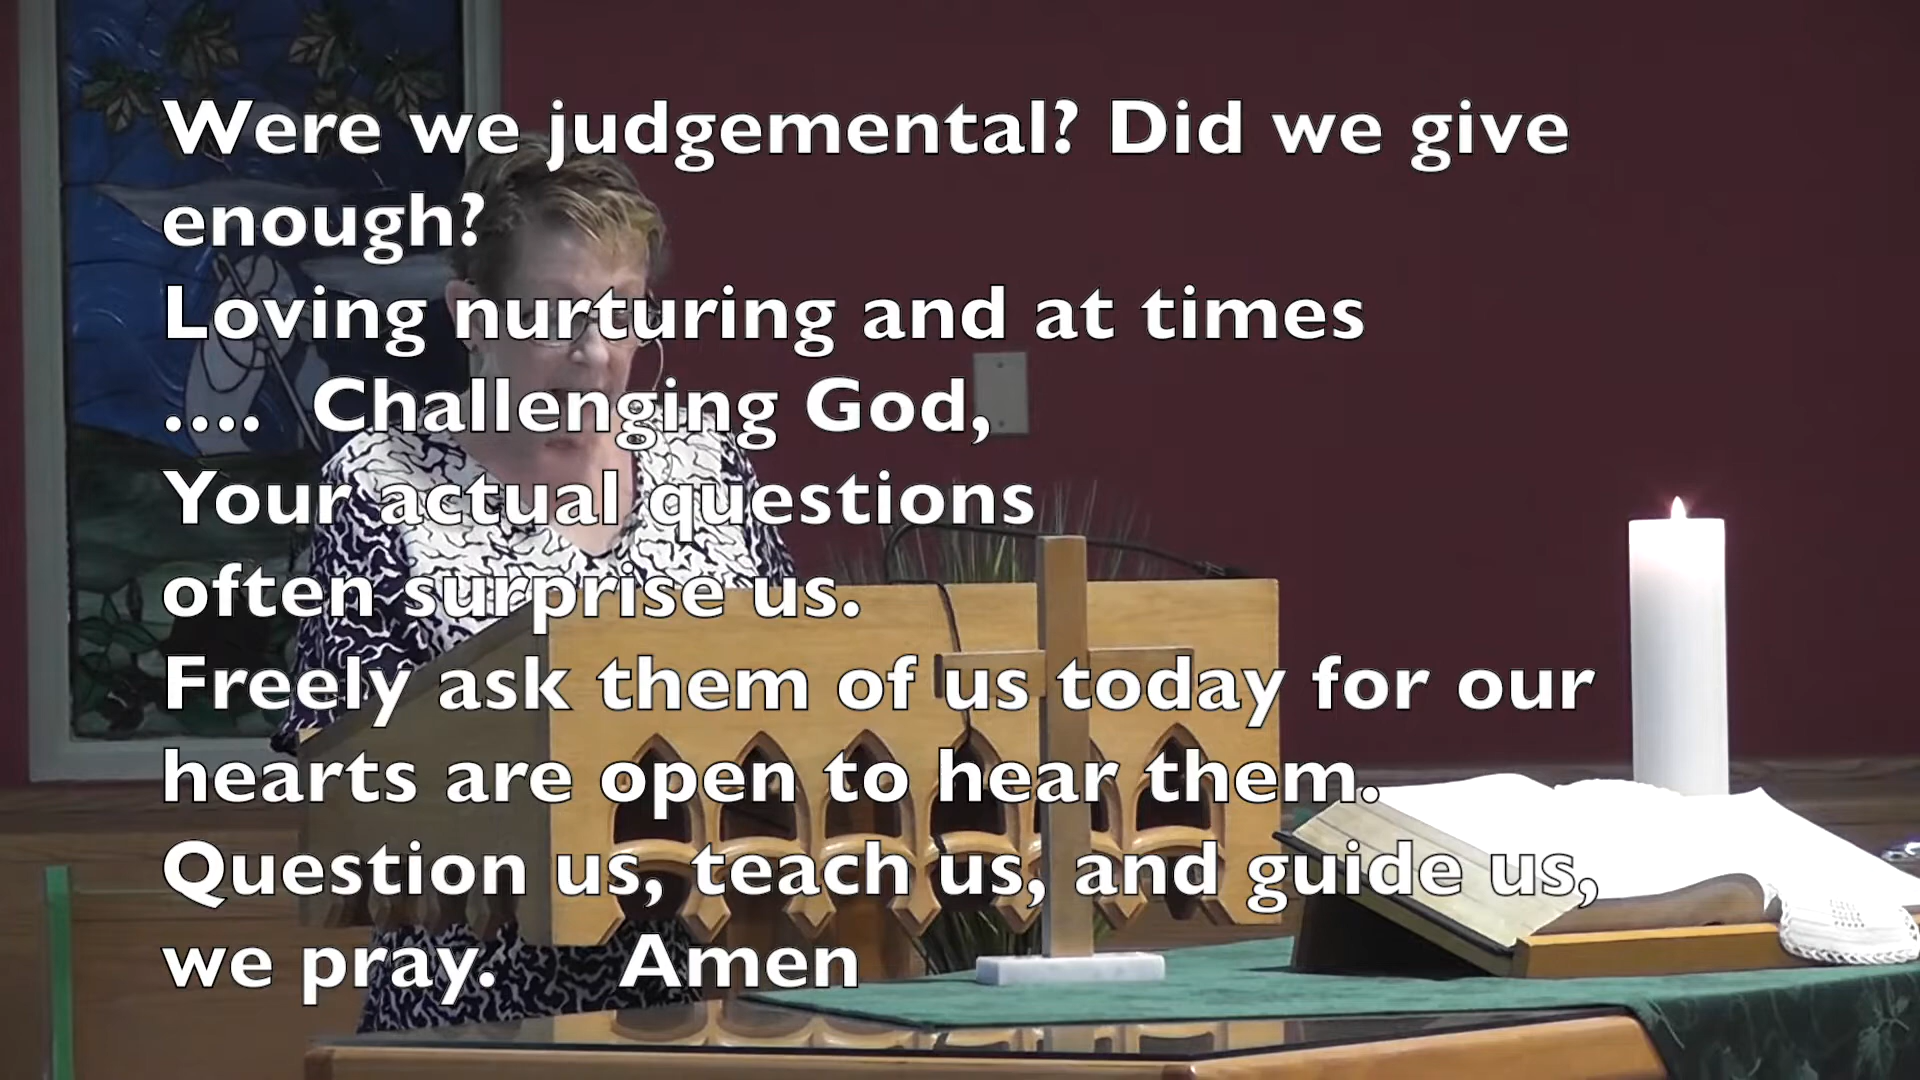 Were we judgemental? Did we give
enough?
Loving nurturing and at times
.... Challenging God,
Your actual questions
often surprise us.
Freely ask them of us today for our
hearts are open to hear them.
Question us, teach us, and guide us,
we pray. Amen